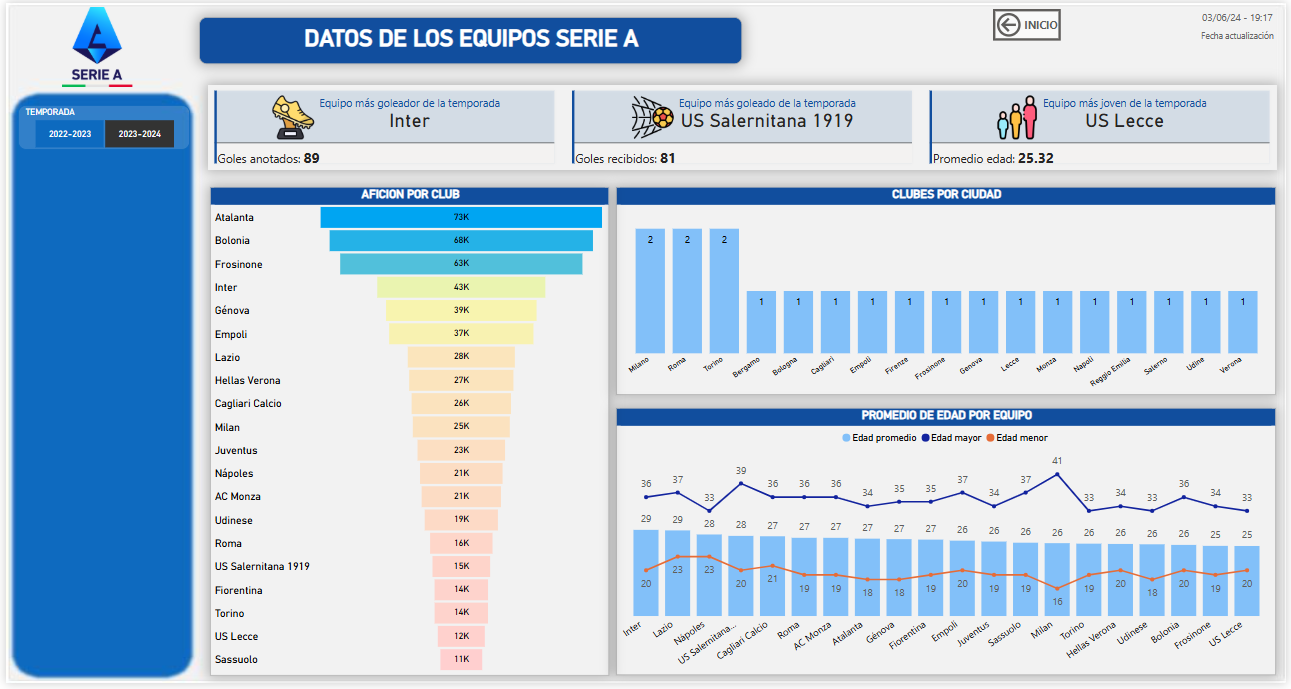 SERIE A
DATOS DE LOS EQUIPOS SERIE A
INICIO
03/06/24 - 19:17
Fecha actualización
TEMPORADA
2022-2023 2023-2024
Equipo más goleador de la temporada
Inter
Goles anotados: 89
Equipo más goleado de la temporada
US Salernitana 1919
Goles recibidos: 81
Equipo más joven de la temporada
US Lecce
Promedio edad: 25.32
AFICION POR CLUB
Atalanta 73K
Bolonia 68K
Frosinone 63K
Inter 43K
Génova 39K
Empoli 37K
Lazio 28K
Hellas Verona 27K
Cagliari Calcio 26K
Milan 25K
Juventus 23K
Nápoles 21K
AC Monza 21K
Udinese 19K
Roma 16K
US Salernitana 1919 15K
Fiorentina 14K
Torino 14K
US Lecce 12K
Sassuolo 11K
CLUBES POR CIUDAD
2 2 2 1 1 1 1 1 1 1 1 1 1 1 1 1 1
Milano Roma Torino Bergamo Bologna Cagliari Empoli Firenze Frosinone Genova Lecce Monza Napoli Reggio Emilia Salerno Udine Verona
PROMEDIO DE EDAD POR EQUIPO
Edad promedio Edad mayor Edad menor
36 37 33 39 36 36 36 34 35 35 37 34 37 41 33 34 33 36 34 33
29 29 28 28 27 27 27 27 27 27 26 26 26 26 26 26 26 26 25 25
20 23 23 20 21 19 19 18 18 19 20 19 19 16 19 20 18 20 19 20
Inter Lazio Nápoles US Salernitana... Cagliari Calcio Roma AC Monza Atalanta Génova Fiorentina Empoli Juventus Sassuolo Milan Torino Hellas Verona Udinese Bolonia Frosinone US Lecce